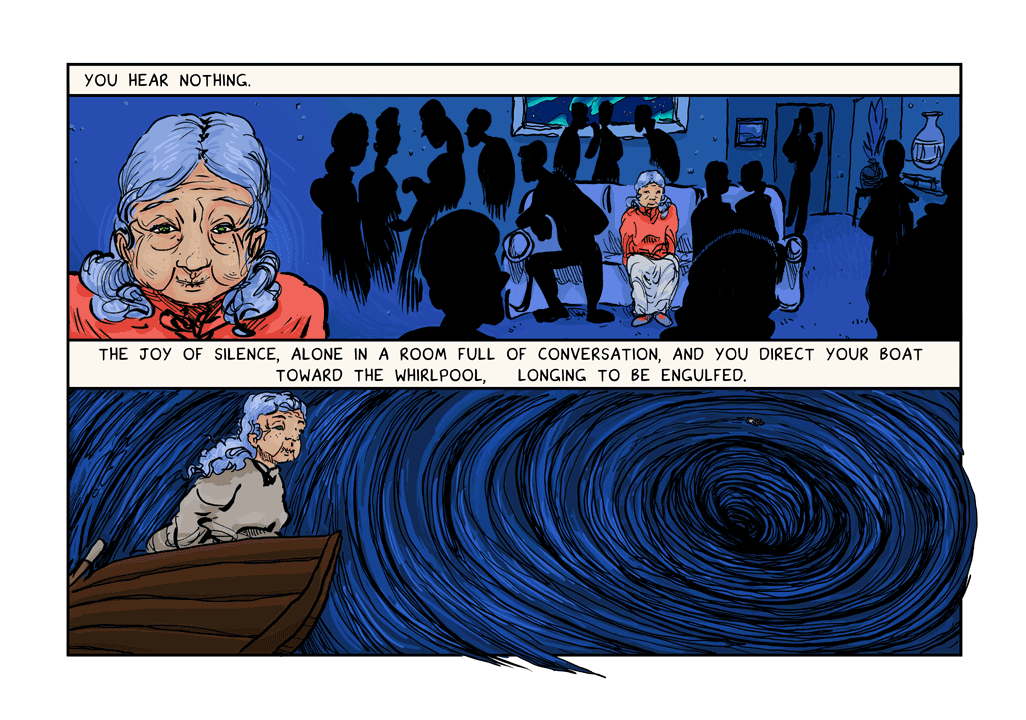 YOU HEAR NOTHING.
THE JOY OF SILENCE, ALONE IN A ROOM FULL OF CONVERSATION, AND YOU DIRECT YOUR BOAT
TOWARD THE WHIRLPOOL, LONGING TO BE ENGULFED.